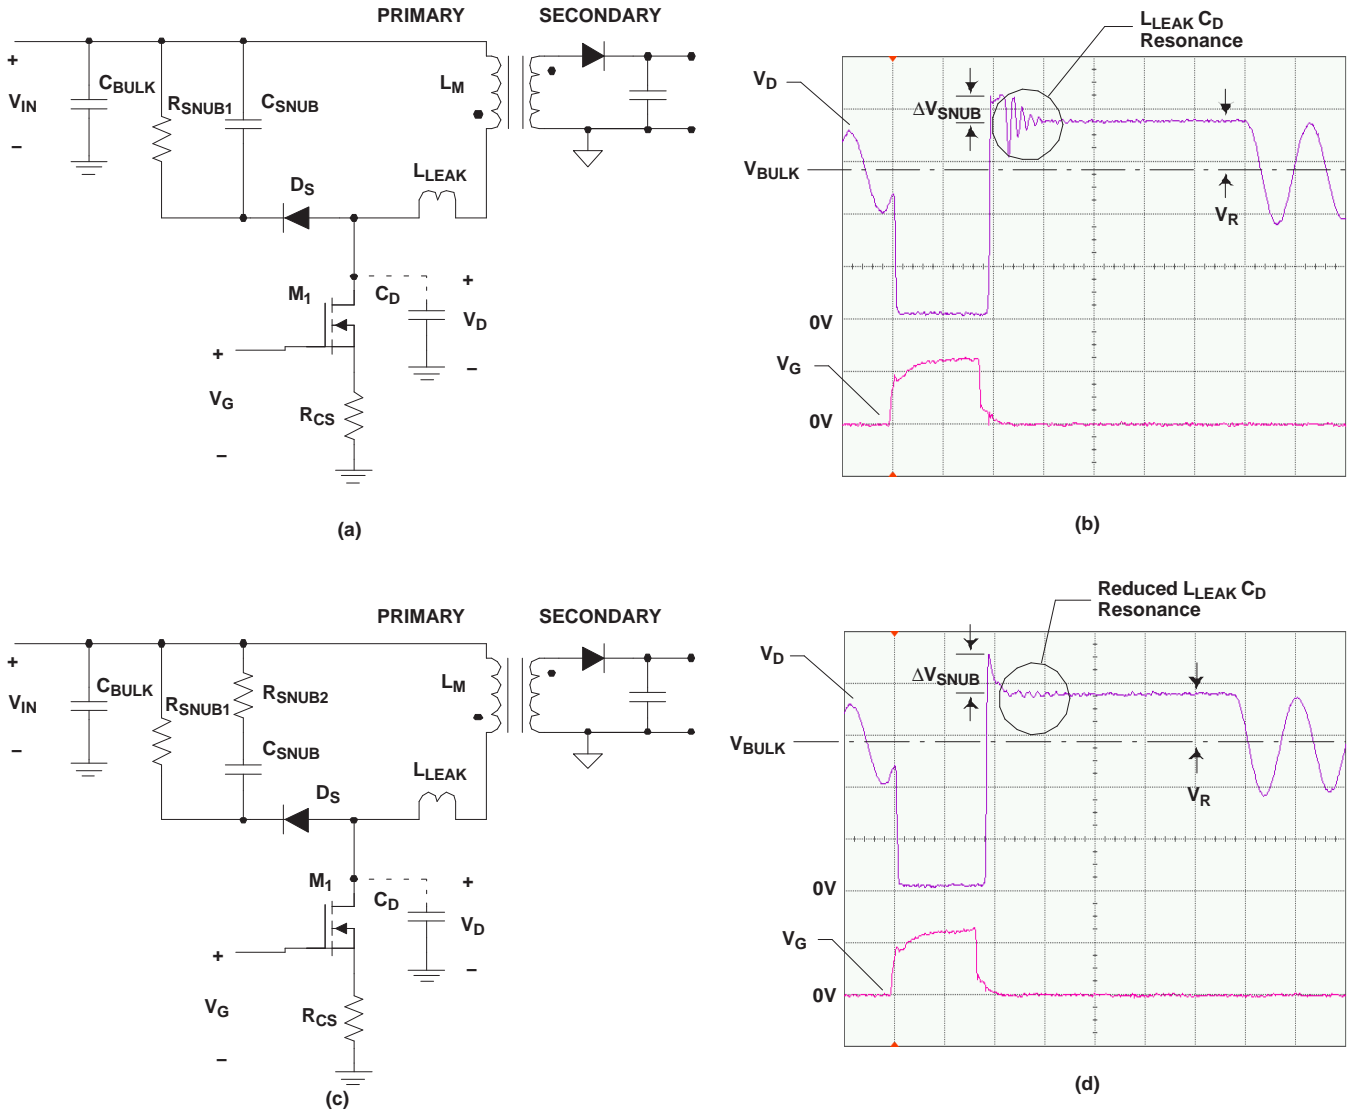 PRIMARY SECONDARY
+
VIN
−
CBULK
RSNUB1
CSNUB
LM
LLEAK
DS
M1
CD
+
VD
−
+
VG
−
RCS
(a)
LLEAK CD
Resonance
VD
ΔVSNUB
VBULK
VR
0V
VG
0V
(b)
PRIMARY SECONDARY
+
VIN
−
CBULK
RSNUB1
RSNUB2
CSNUB
LM
LLEAK
DS
M1
CD
+
VD
−
+
VG
−
RCS
(c)
Reduced LLEAK CD
Resonance
VD
ΔVSNUB
VBULK
VR
0V
VG
0V
(d)